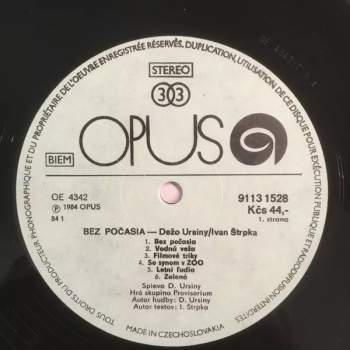 TOUS DROITS DU PRODUCTEUR PHONOGRAPHIQUE ET DU PROPRIÉTAIRE DE L'OEUVRE ENREGISTRÉE RÉSERVÉS. DUPLICATION, UTILISATION DE CE DISQUE POUR EXÉCUTION PUBLIQUE ET RADIODIFFUSION INTERDITES
STEREO
33
BIEM
OPUS
OE 4342
℗ 1984 OPUS
84 1
9113 1528
Kčs 44,-
1. strana
BEZ POČASIA — Dežo Ursiny/Ivan Štrpka
1. Bez počasia
2. Vodná veža
3. Filmové triky
4. So synom v ZOO
5. Letní ľudia
6. Zelená
Spieva D. Ursiny
Hrá skupina Provisorium
Autor hudby: D. Ursiny
Autor textov: I. Štrpka
MADE IN CZECHOSLOVAKIA